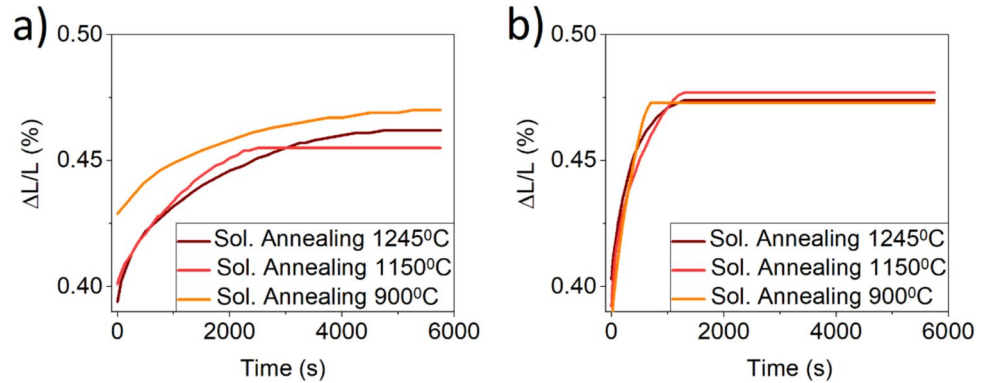 a)
0.50
0.45
0.40
ΔL/L (%)
Sol. Annealing 1245⁰C
Sol. Annealing 1150⁰C
Sol. Annealing 900⁰C
0 2000 4000 6000
Time (s)
b)
0.50
0.45
0.40
ΔL/L (%)
Sol. Annealing 1245⁰C
Sol. Annealing 1150⁰C
Sol. Annealing 900⁰C
0 2000 4000 6000
Time (s)